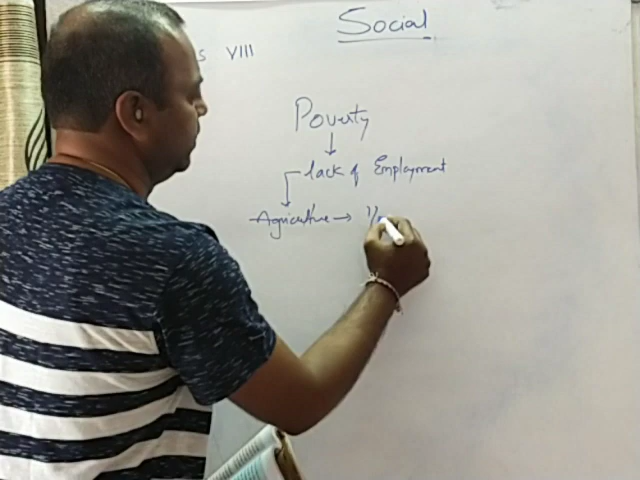 Social
s VIII
Poverty
↓
lack of Employment
Agriculture →